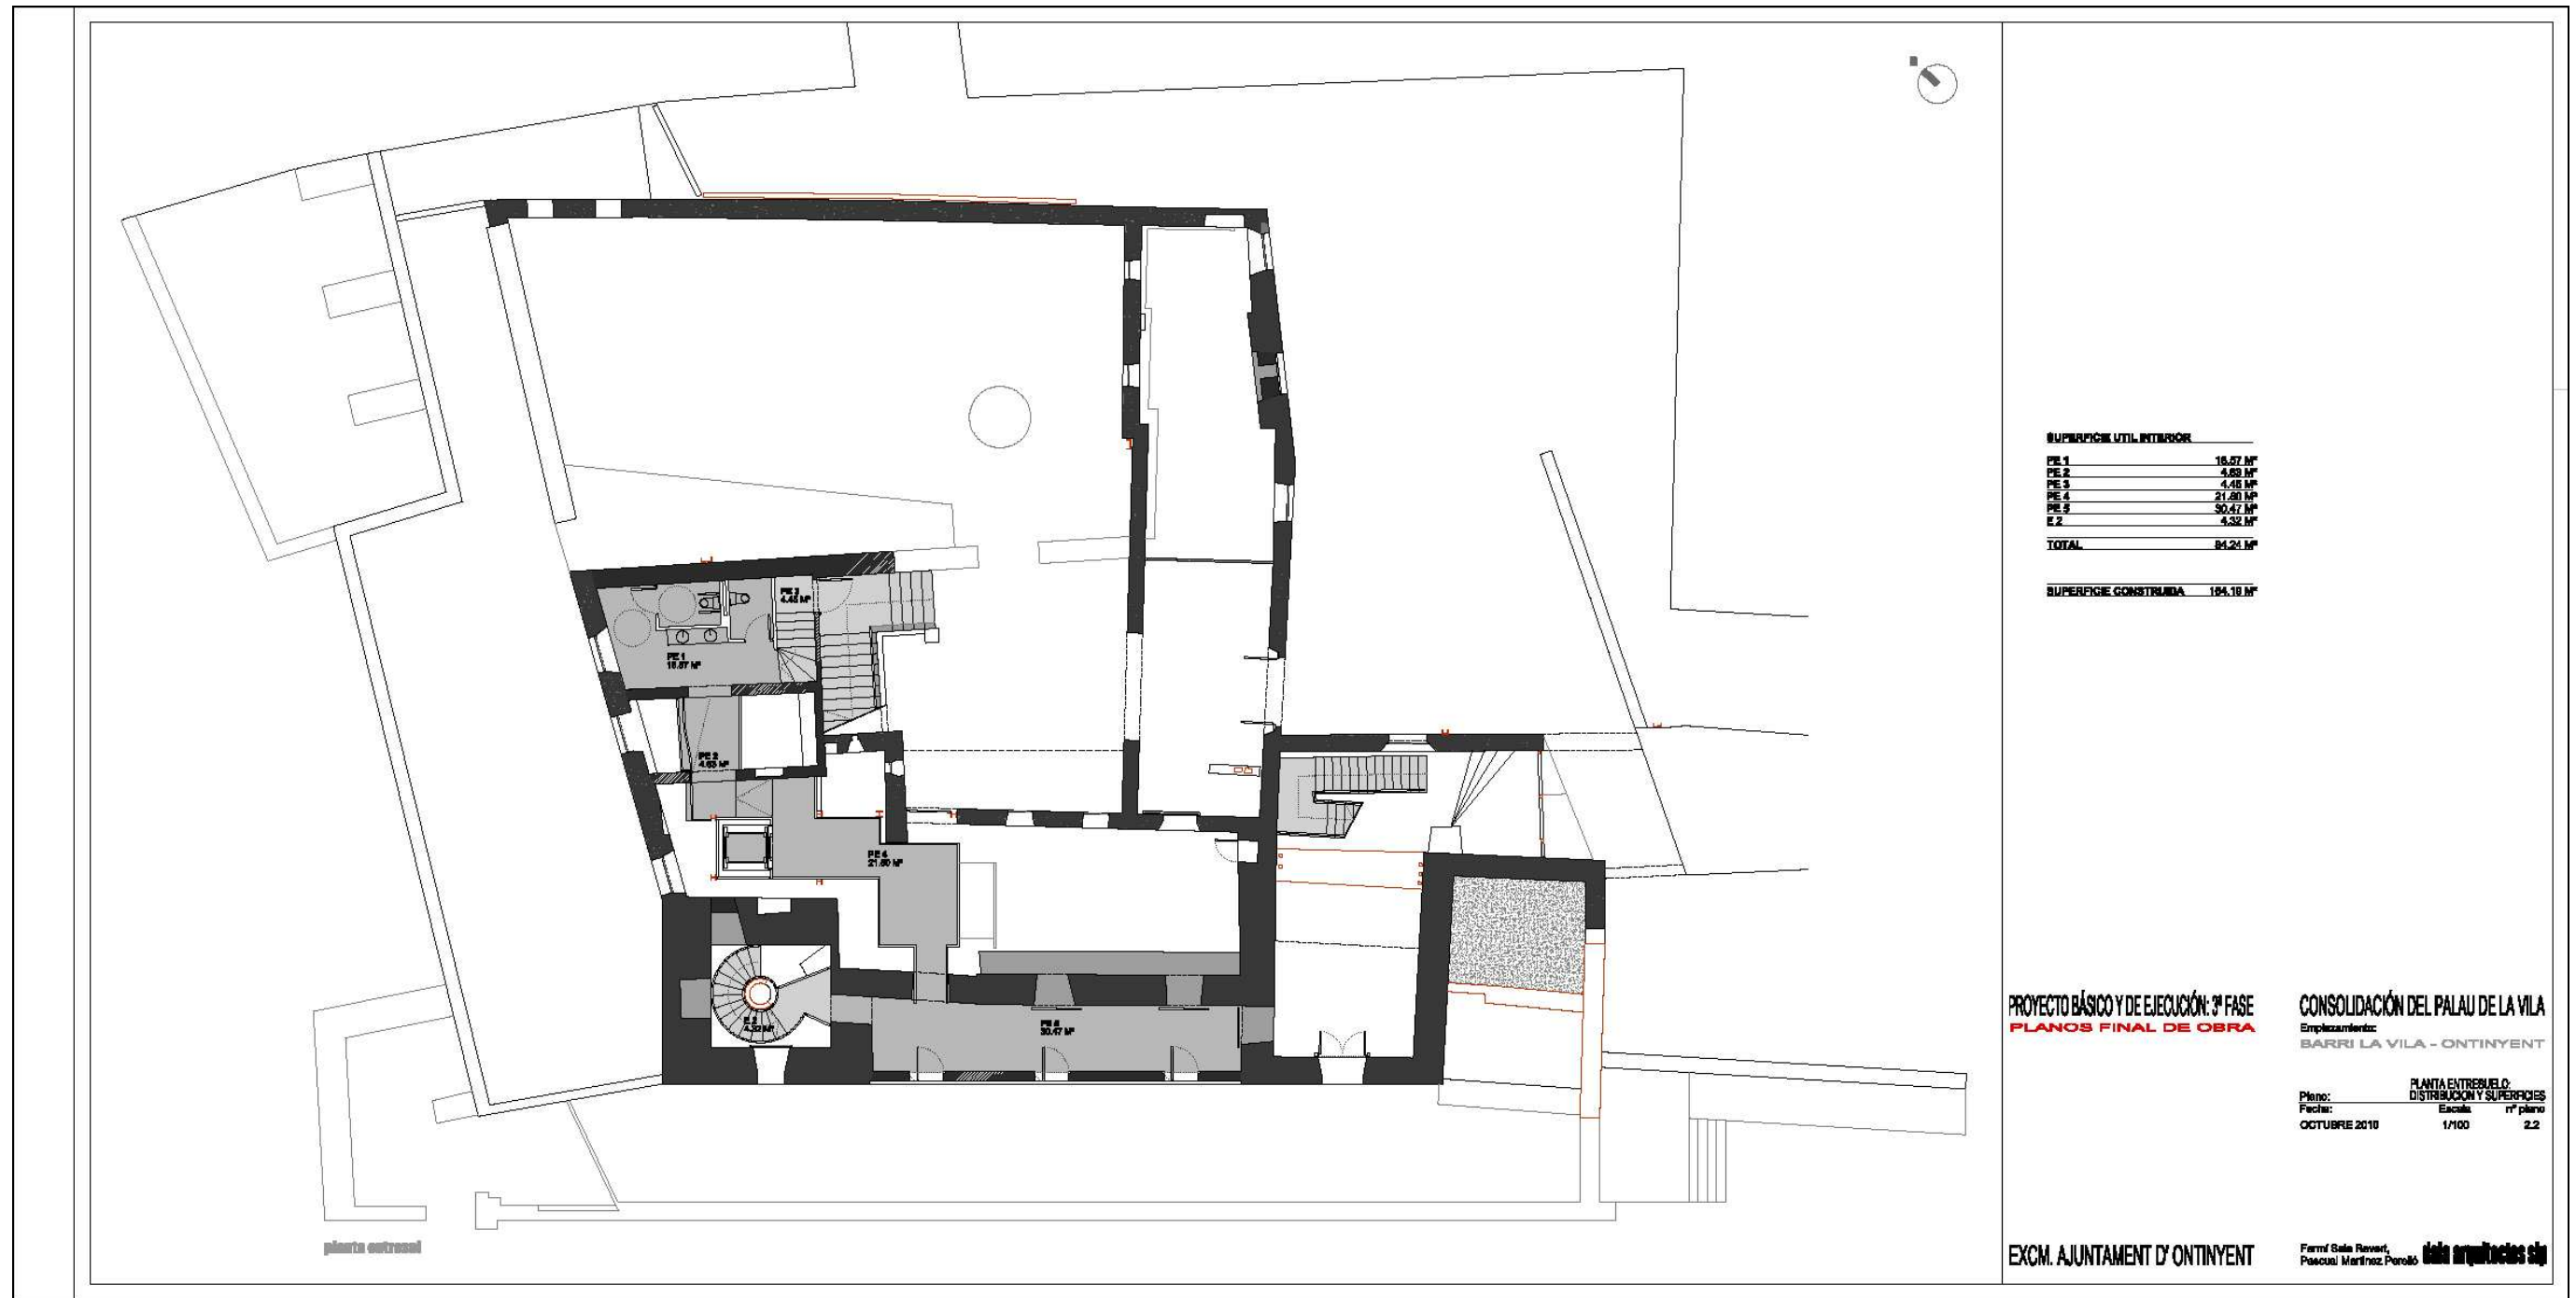 SUPERFICIE UTIL INTERIOR
PE 1 16.57 M²
PE 2 4.63 M²
PE 3 4.45 M²
PE 4 21.80 M²
PE 5 30.47 M²
E 2 4.32 M²
TOTAL 84.24 M²
SUPERFICIE CONSTRUIDA 164.19 M²
PE 3
4.45 M²
PE 1
16.57 M²
PE 2
4.63 M²
PE 4
21.80 M²
E 2
4.32 M²
PE 5
30.47 M²
planta entresol
PROYECTO BÁSICO Y DE EJECUCIÓN: 3ª FASE
PLANOS FINAL DE OBRA
CONSOLIDACIÓN DEL PALAU DE LA VILA
Emplazamiento:
BARRI LA VILA - ONTINYENT
Plano: PLANTA ENTRESUELO:
DISTRIBUCION Y SUPERFICIES
Fecha: Escala nº plano
OCTUBRE 2010 1/100 2.2
EXCM. AJUNTAMENT D' ONTINYENT
Fermí Sala Revert,
Pascual Martínez Perelló
arquitectes slp